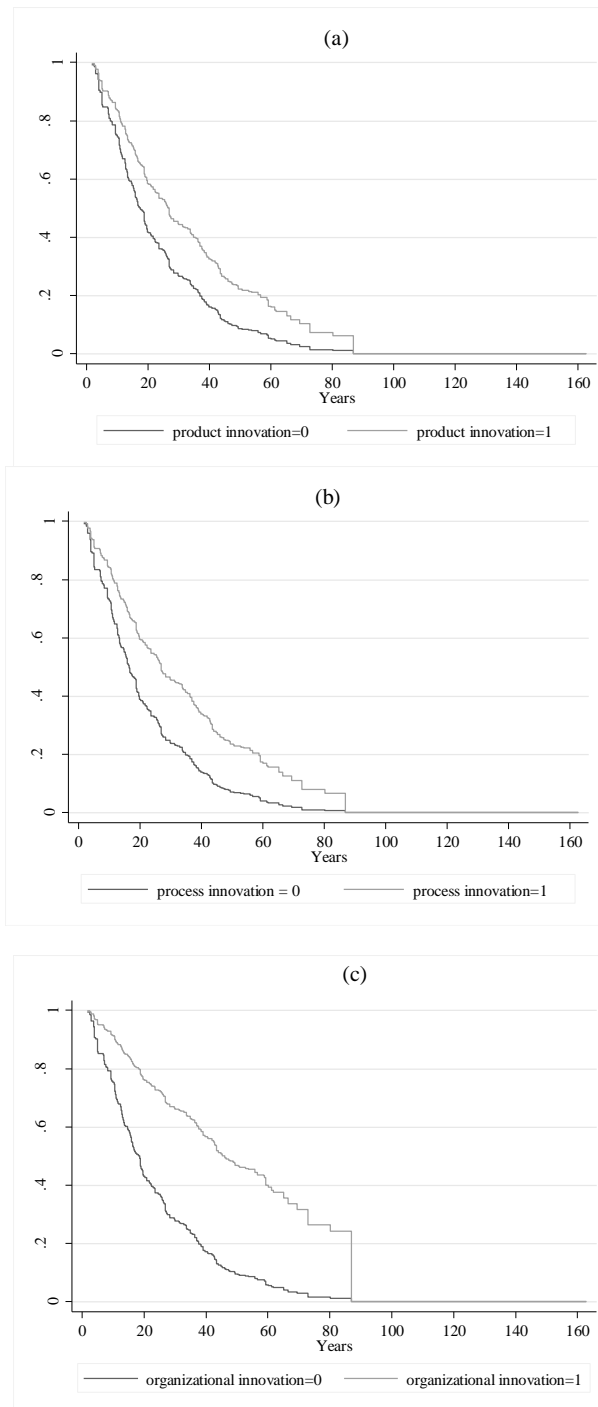 (a)
1
.8
.6
.4
.2
0
0 20 40 60 80 100 120 140 160
Years
product innovation=0 product innovation=1
(b)
1
.8
.6
.4
.2
0
0 20 40 60 80 100 120 140 160
Years
process innovation = 0 process innovation=1
(c)
1
.8
.6
.4
.2
0
0 20 40 60 80 100 120 140 160
Years
organizational innovation=0 organizational innovation=1